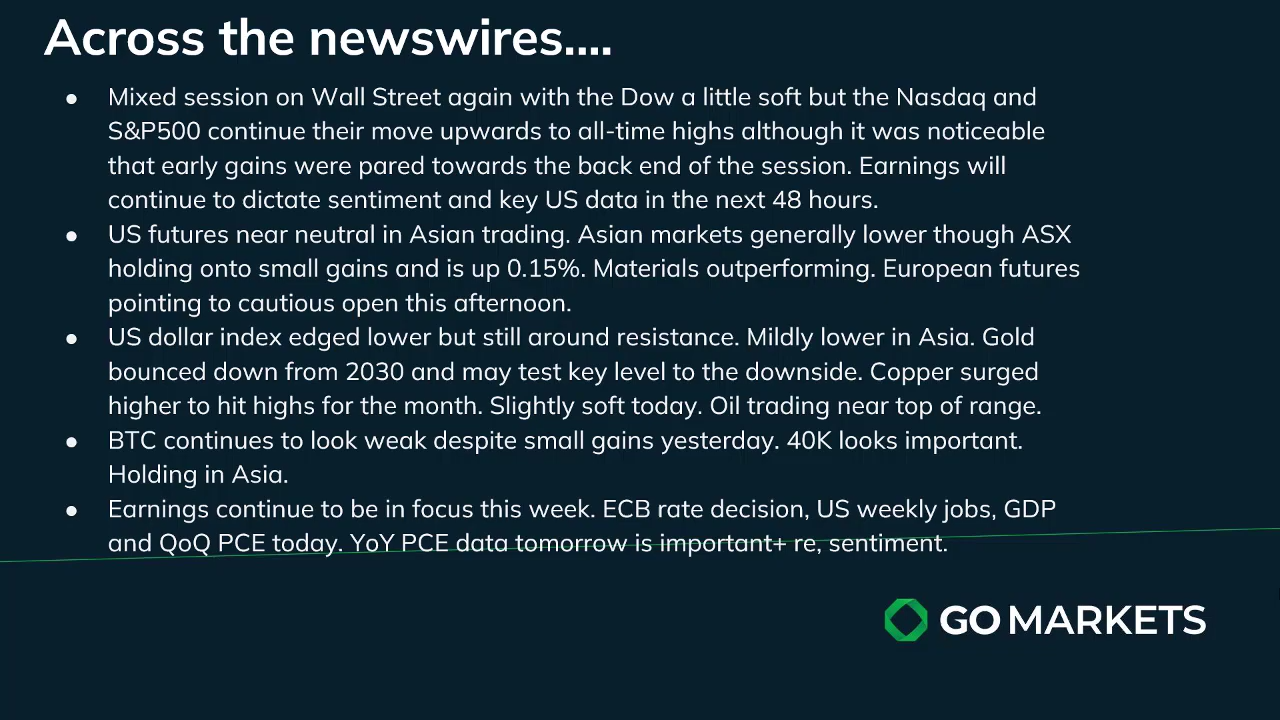 Across the newswires....
● Mixed session on Wall Street again with the Dow a little soft but the Nasdaq and
S&P500 continue their move upwards to all-time highs although it was noticeable
that early gains were pared towards the back end of the session. Earnings will
continue to dictate sentiment and key US data in the next 48 hours.
● US futures near neutral in Asian trading. Asian markets generally lower though ASX
holding onto small gains and is up 0.15%. Materials outperforming. European futures
pointing to cautious open this afternoon.
● US dollar index edged lower but still around resistance. Mildly lower in Asia. Gold
bounced down from 2030 and may test key level to the downside. Copper surged
higher to hit highs for the month. Slightly soft today. Oil trading near top of range.
● BTC continues to look weak despite small gains yesterday. 40K looks important.
Holding in Asia.
● Earnings continue to be in focus this week. ECB rate decision, US weekly jobs, GDP
and QoQ PCE today. YoY PCE data tomorrow is important+ re, sentiment.
GO MARKETS